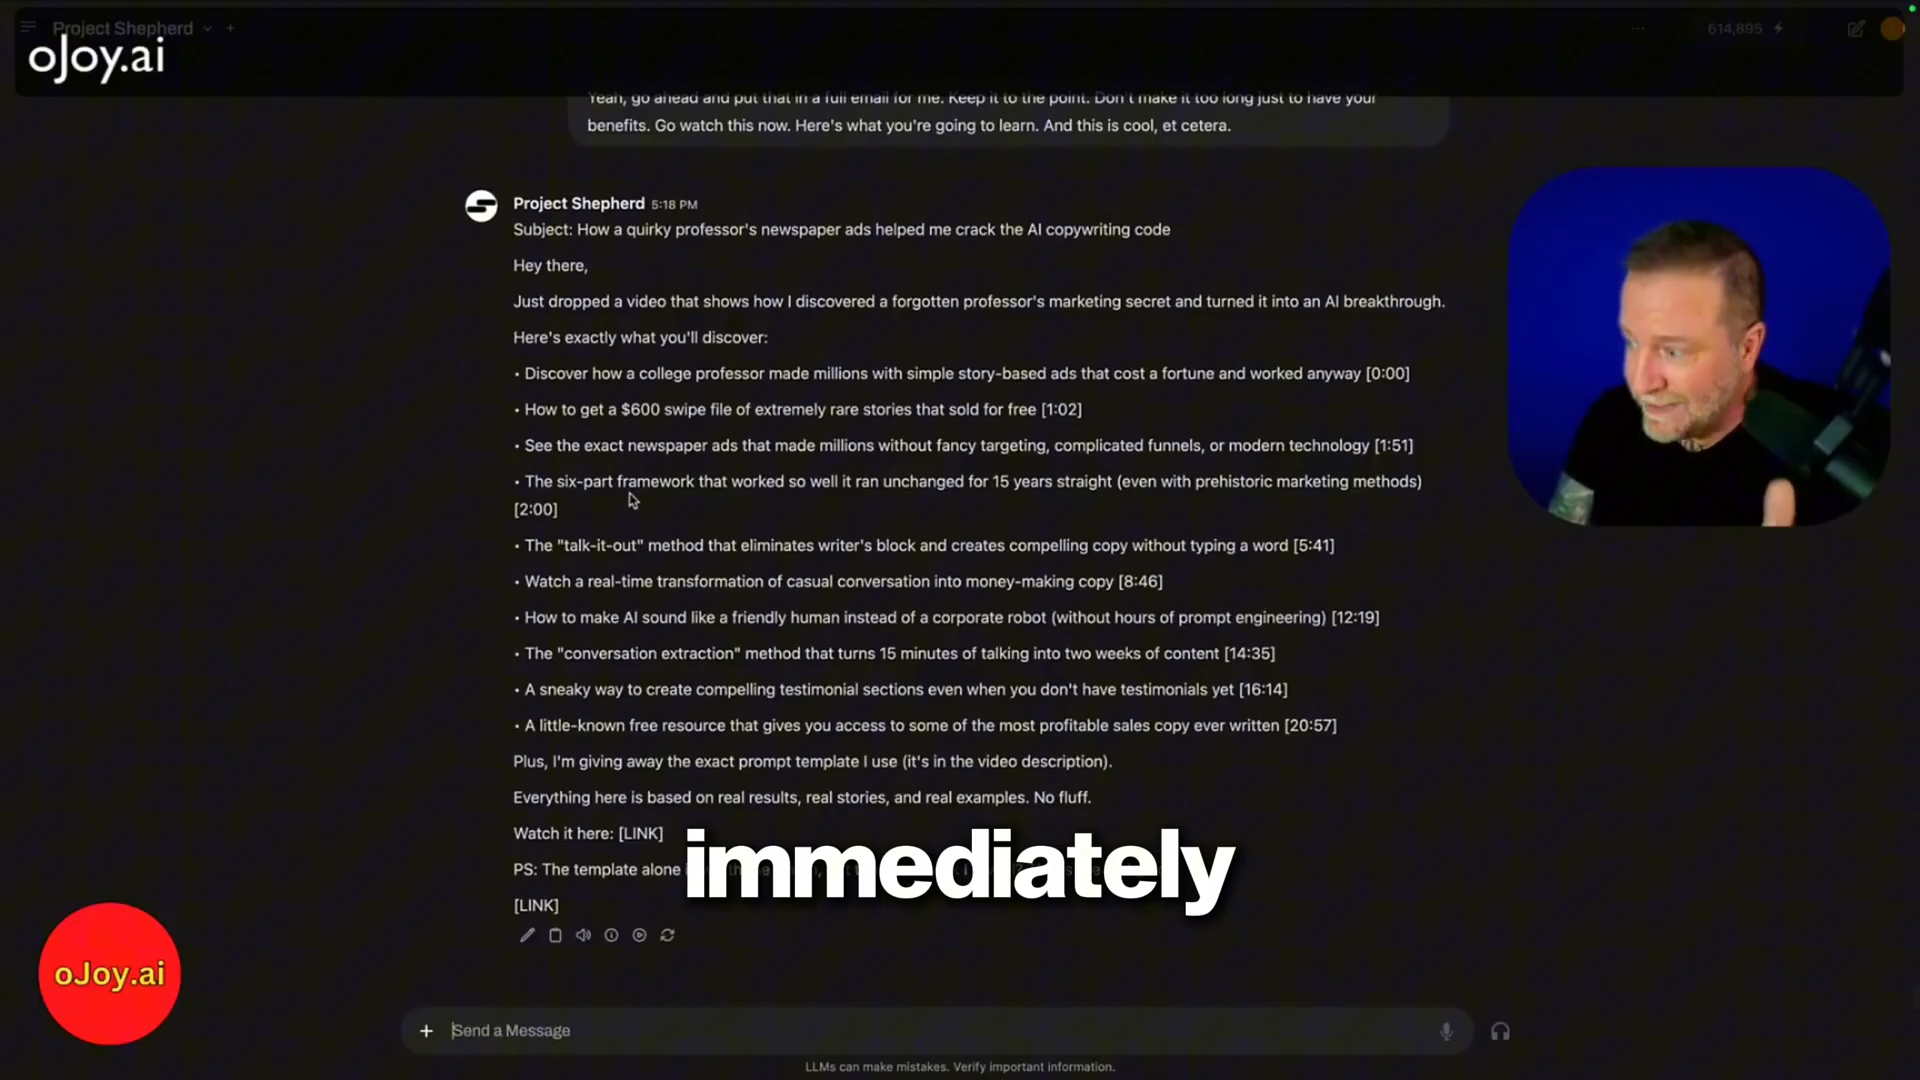 Project Shepherd
614,895
oJoy.ai
Yeah, go ahead and put that in a full email for me. Keep it to the point. Don't make it too long just to have your
benefits. Go watch this now. Here's what you're going to learn. And this is cool, et cetera.
Project Shepherd 5:18 PM
Subject: How a quirky professor's newspaper ads helped me crack the AI copywriting code
Hey there,
Just dropped a video that shows how I discovered a forgotten professor's marketing secret and turned it into an AI breakthrough.
Here's exactly what you'll discover:
• Discover how a college professor made millions with simple story-based ads that cost a fortune and worked anyway [0:00]
• How to get a $600 swipe file of extremely rare stories that sold for free [1:02]
• See the exact newspaper ads that made millions without fancy targeting, complicated funnels, or modern technology [1:51]
• The six-part framework that worked so well it ran unchanged for 15 years straight (even with prehistoric marketing methods)
[2:00]
• The "talk-it-out" method that eliminates writer's block and creates compelling copy without typing a word [5:41]
• Watch a real-time transformation of casual conversation into money-making copy [8:46]
• How to make AI sound like a friendly human instead of a corporate robot (without hours of prompt engineering) [12:19]
• The "conversation extraction" method that turns 15 minutes of talking into two weeks of content [14:35]
• A sneaky way to create compelling testimonial sections even when you don't have testimonials yet [16:14]
• A little-known free resource that gives you access to some of the most profitable sales copy ever written [20:57]
Plus, I'm giving away the exact prompt template I use (it's in the video description).
Everything here is based on real results, real stories, and real examples. No fluff.
Watch it here: [LINK]
PS: The template alone
immediately
[LINK]
oJoy.ai
Send a Message
LLMs can make mistakes. Verify important information.